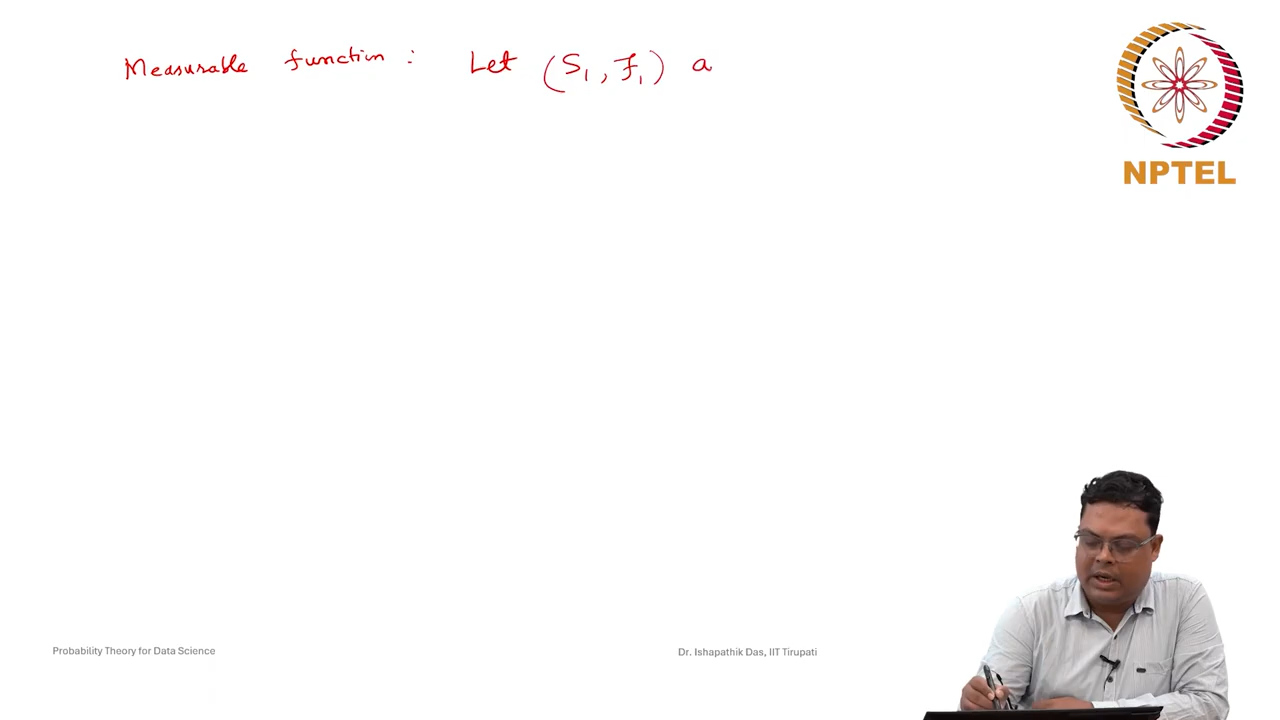 Measurable function : Let (S₁, ℱ₁) a
NPTEL
Probability Theory for Data Science
Dr. Ishapathik Das, IIT Tirupati